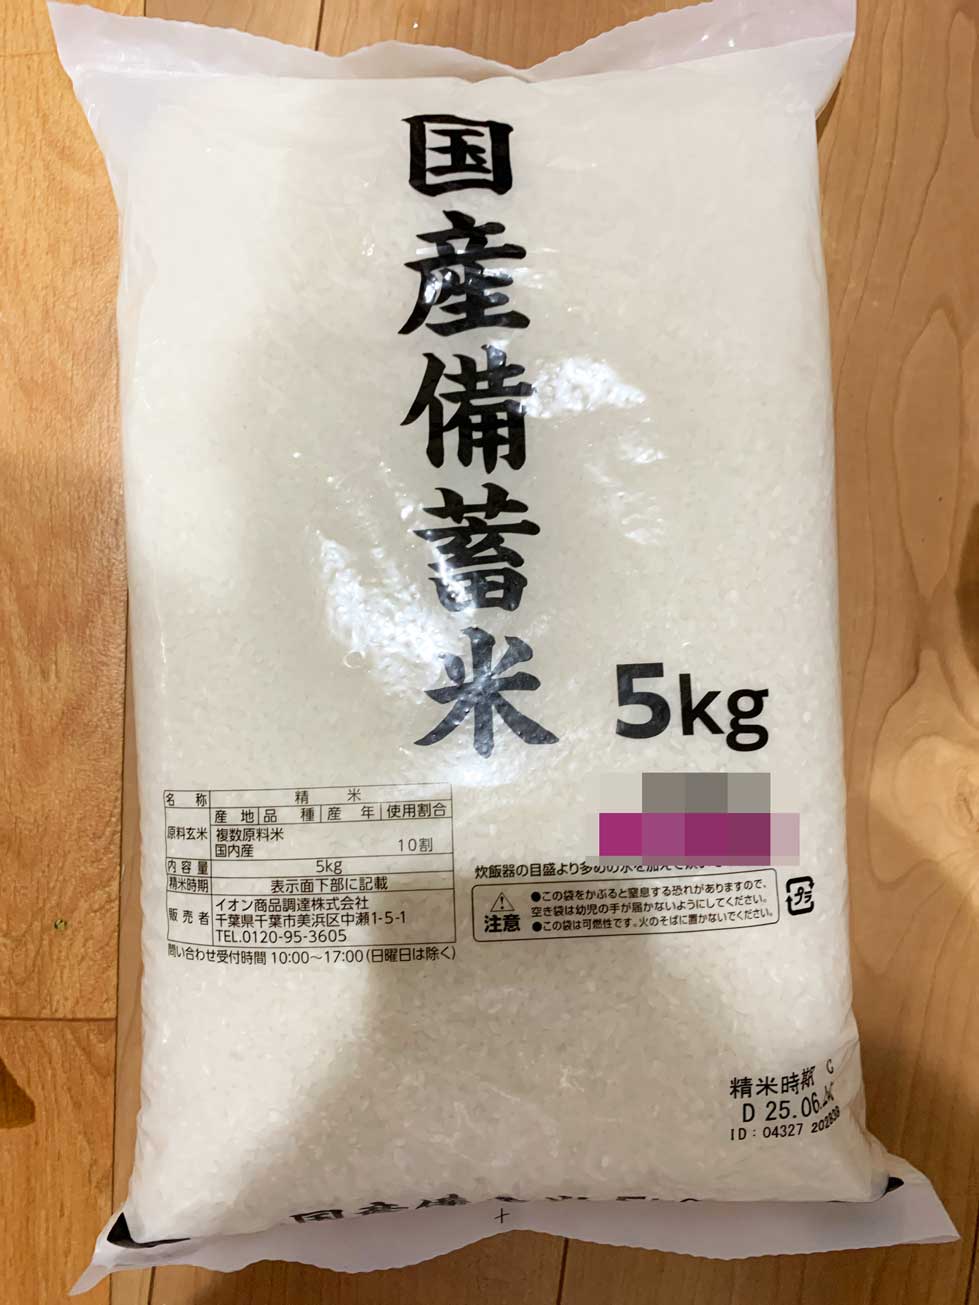 国産備蓄米
5kg
名称 精米
原料玄米 産地 品種 産年 使用割合
複数原料米
国内産 10割
内容量 5kg
精米時期 表示面下部に記載
販売者 イオン商品調達株式会社
千葉県千葉市美浜区中瀬1-5-1
TEL.0120-95-3605
問い合わせ受付時間 10:00～17:00(日曜日は除く)
炊飯器の目盛より多めの水を加えて
注意
●この袋をかぶると窒息する恐れがありますので、
空き袋は幼児の手が届かないようにしてください。
●この袋は可燃性です。火のそばに置かないでください。
プラ
精米時期 C
D 25.06.
ID：04327 202838
国産備